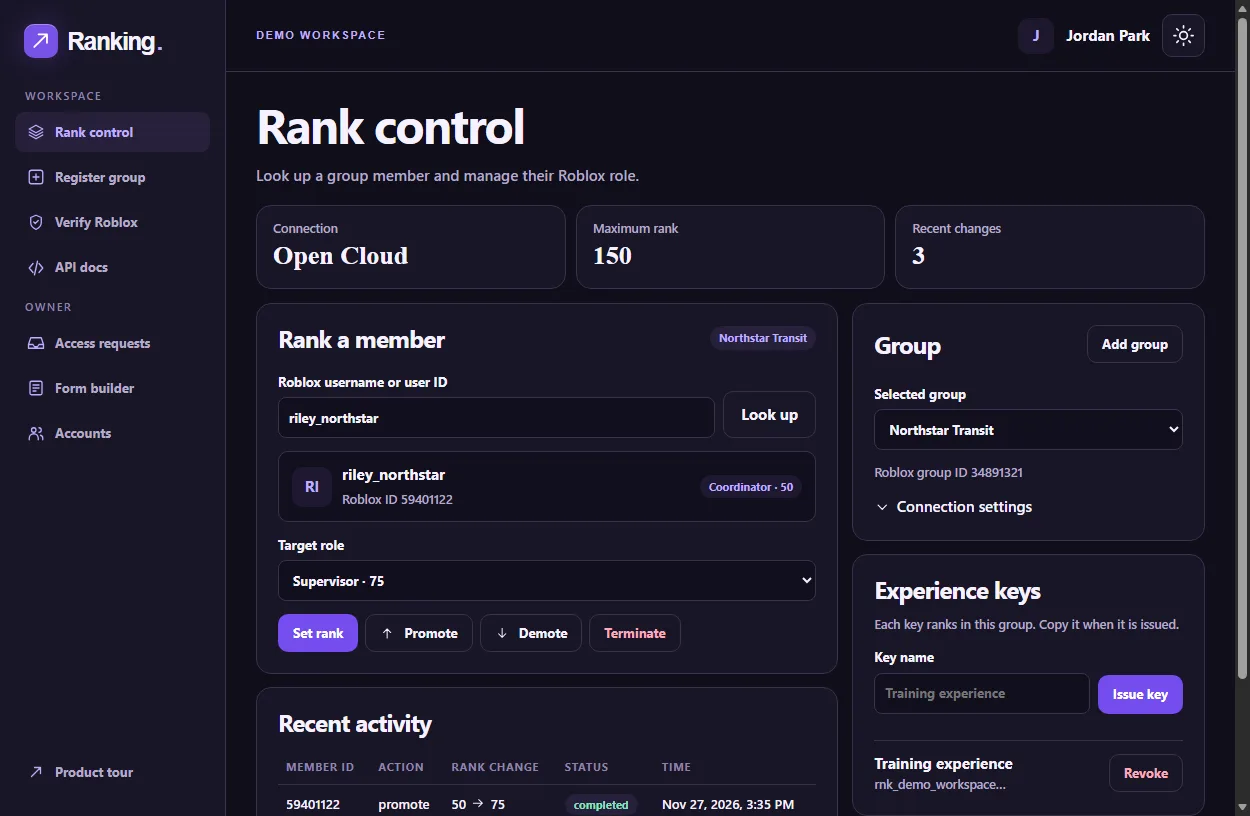 Ranking.
WORKSPACE
Rank control
Register group
Verify Roblox
API docs
OWNER
Access requests
Form builder
Accounts
Product tour
DEMO WORKSPACE
J
Jordan Park
Rank control
Look up a group member and manage their Roblox role.
Connection
Open Cloud
Maximum rank
150
Recent changes
3
Rank a member
Northstar Transit
Roblox username or user ID
riley_northstar
Look up
RI
riley_northstar
Roblox ID 59401122
Coordinator · 50
Target role
Supervisor · 75
Set rank
↑ Promote
↓ Demote
Terminate
Recent activity
MEMBER ID ACTION RANK CHANGE STATUS TIME
59401122 promote 50 → 75 completed Nov 27, 2026, 3:35 PM
Group
Add group
Selected group
Northstar Transit
Roblox group ID 34891321
Connection settings
Experience keys
Each key ranks in this group. Copy it when it is issued.
Key name
Training experience
Issue key
Training experience
rnk_demo_workspace...
Revoke